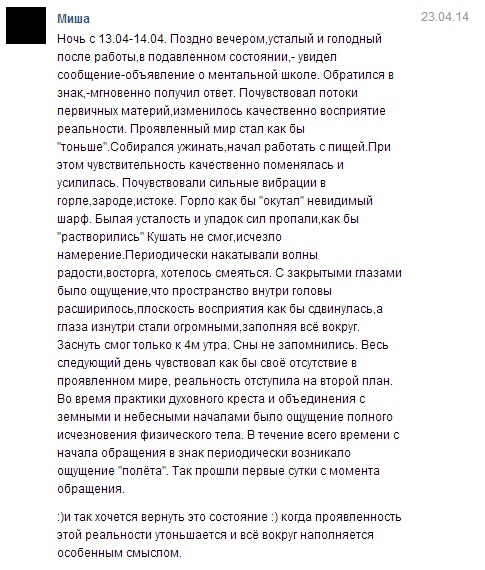 Миша
23.04.14
Ночь с 13.04-14.04. Поздно вечером,усталый и голодный
после работы,в подавленном состоянии,- увидел
сообщение-объявление о ментальной школе. Обратился в
знак,-мгновенно получил ответ. Почувствовал потоки
первичных материй,изменилось качественно восприятие
реальности. Проявленный мир стал как бы
"тоньше".Собирался ужинать,начал работать с пищей.При
этом чувствительность качественно поменялась и
усилилась. Почувствовали сильные вибрации в
горле,зароде,истоке. Горло как бы "окутал" невидимый
шарф. Былая усталость и упадок сил пропали,как бы
"растворились" Кушать не смог,исчезло
намерение.Периодически накатывали волны
радости,восторга, хотелось смеяться. С закрытыми глазами
было ощущение,что пространство внутри головы
расширилось,плоскость восприятия как бы сдвинулась,а
глаза изнутри стали огромными,заполняя всё вокруг.
Заснуть смог только к 4м утра. Сны не запомнились. Весь
следующий день чувствовал как бы своё отсутствие в
проявленном мире, реальность отступила на второй план.
Во время практики духовного креста и объединения с
земными и небесными началами было ощущение полного
исчезновения физического тела. В течение всего времени с
начала обращения в знак периодически возникало
ощущение "полёта". Так прошли первые сутки с момента
обращения.
:)и так хочется вернуть это состояние :) когда проявленность
этой реальности утоньшается и всё вокруг наполняется
особенным смыслом.